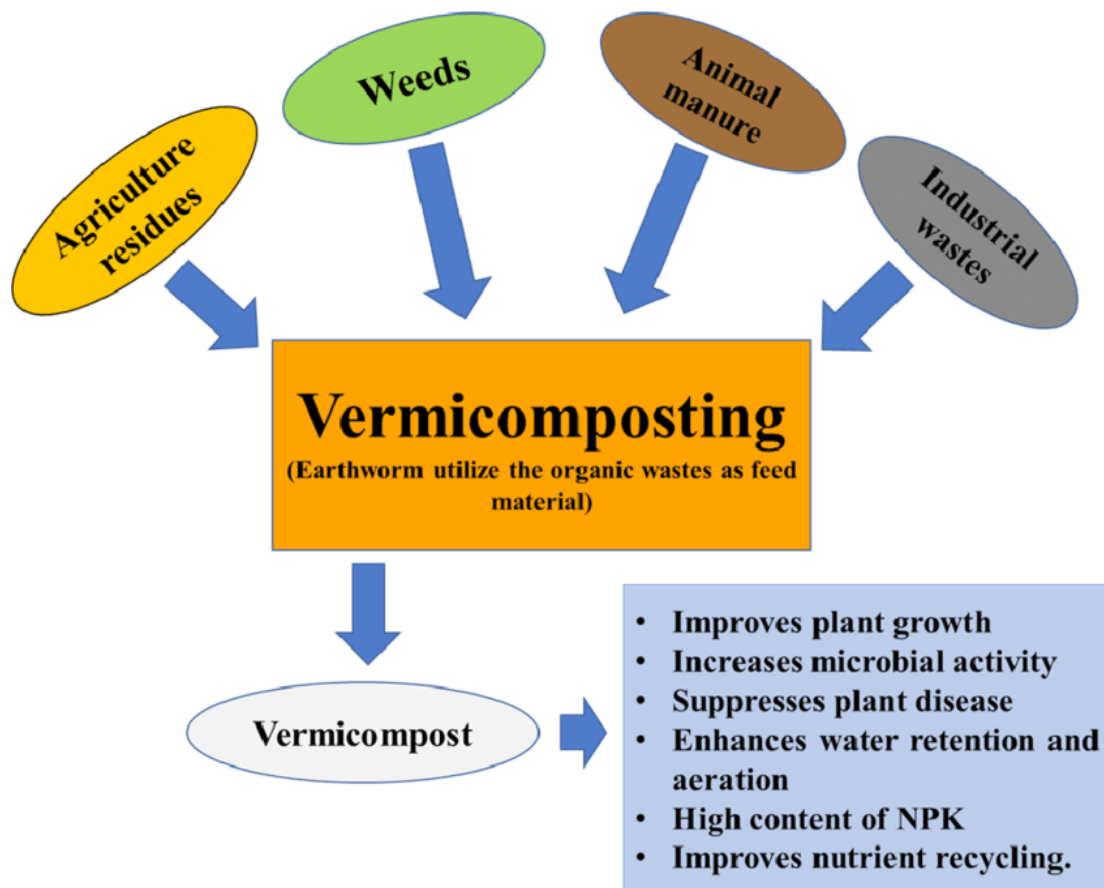 Weeds
Animal
manure
Agriculture
residues
Industrial
wastes
Vermicomposting
(Earthworm utilize the organic wastes as feed
material)
Vermicompost
• Improves plant growth
• Increases microbial activity
• Suppresses plant disease
• Enhances water retention and
aeration
• High content of NPK
• Improves nutrient recycling.